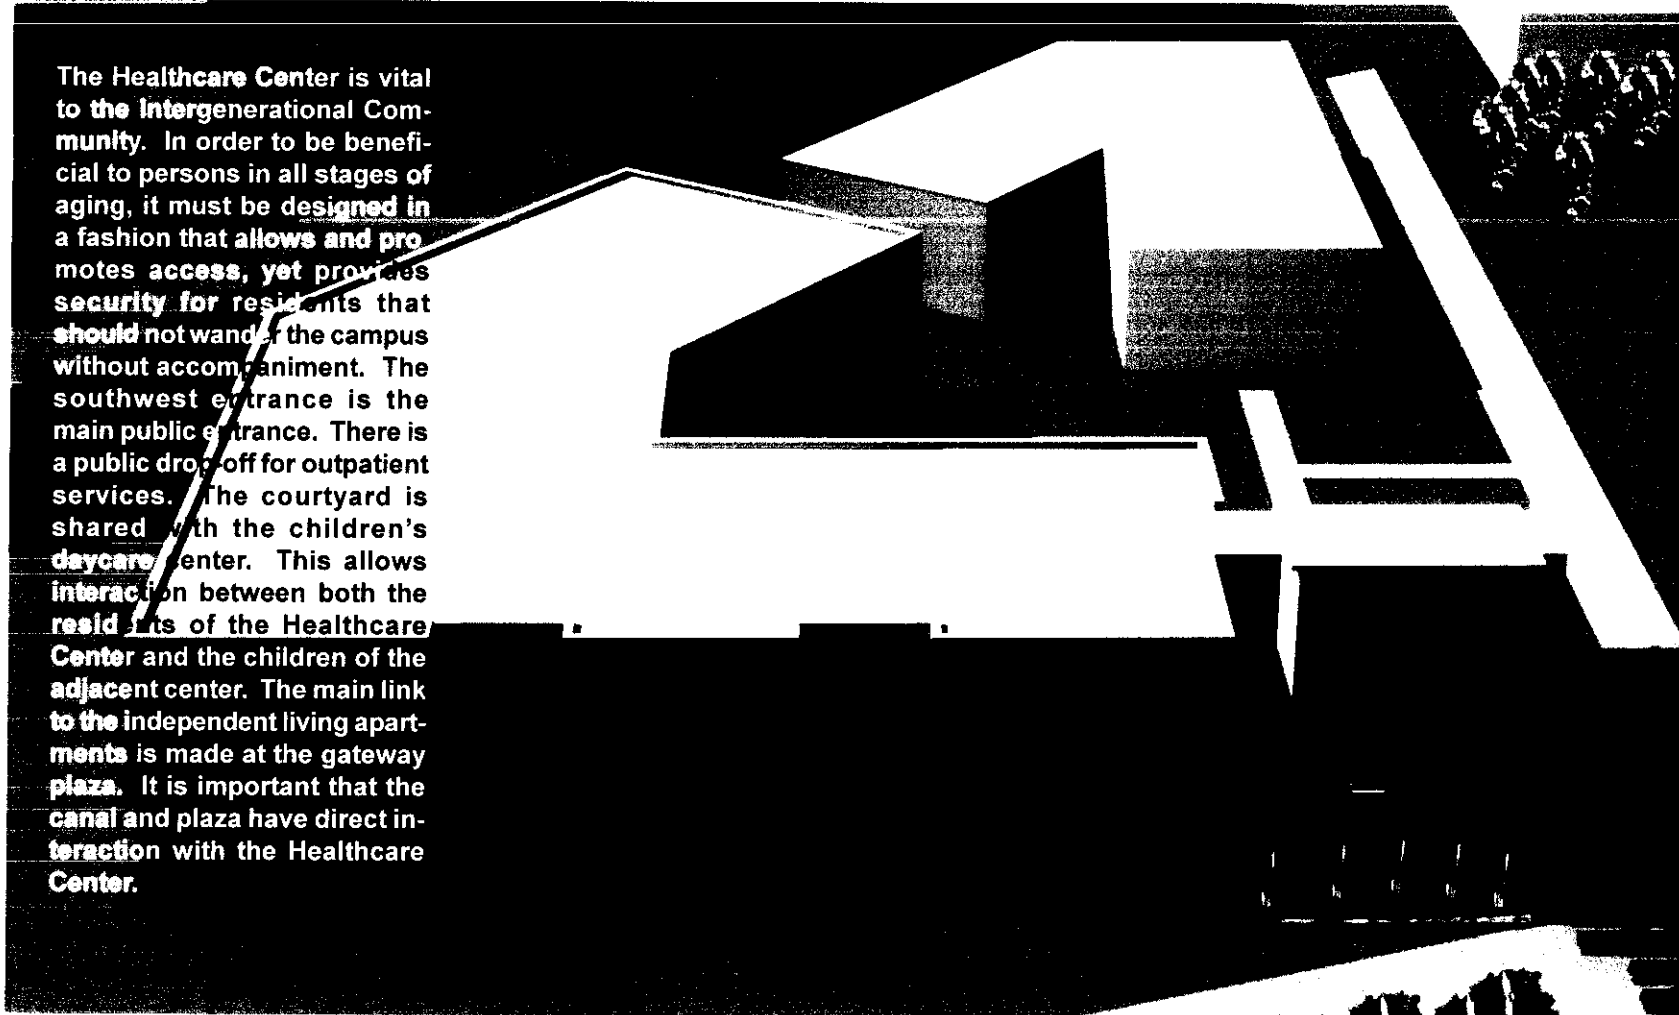 The Healthcare Center is vital
to the Intergenerational Com-
munity. In order to be benefi-
cial to persons in all stages of
aging, it must be designed in
a fashion that allows and pro
motes access, yet provides
security for residents that
should not wander the campus
without accompaniment. The
southwest entrance is the
main public entrance. There is
a public drop-off for outpatient
services. The courtyard is
shared with the children's
daycare center. This allows
interaction between both the
residents of the Healthcare
Center and the children of the
adjacent center. The main link
to the independent living apart-
ments is made at the gateway
plaza. It is important that the
canal and plaza have direct in-
teraction with the Healthcare
Center.